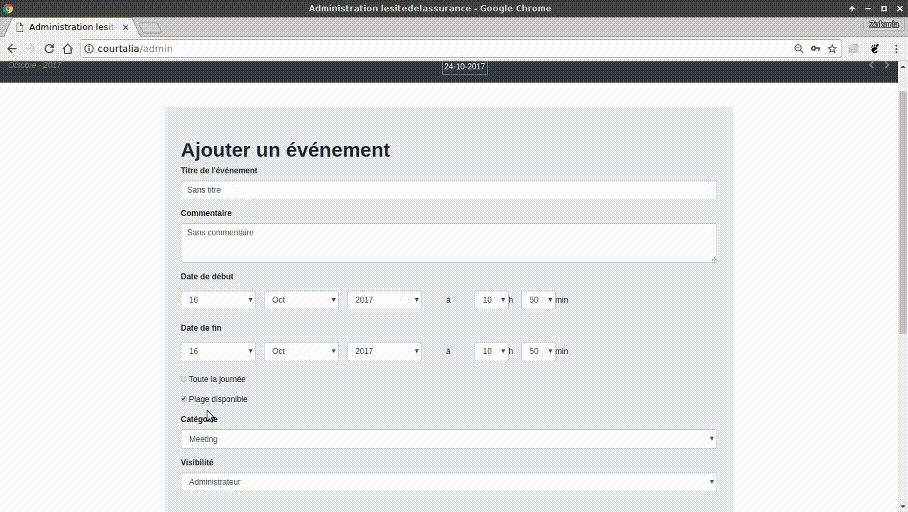 Administration lesitedelassurance - Google Chrome
Administration lesit
Zakaria
courtalia/admin
Octobre - 2017
24-10-2017
Ajouter un événement
Titre de l'événement
Sans titre
Commentaire
Sans commentaire
Date de début
16 Oct 2017 à 10 h 50 min
Date de fin
16 Oct 2017 à 10 h 50 min
Toute la journée
Plage disponible
Catégorie
Meeting
Visibilité
Administrateur